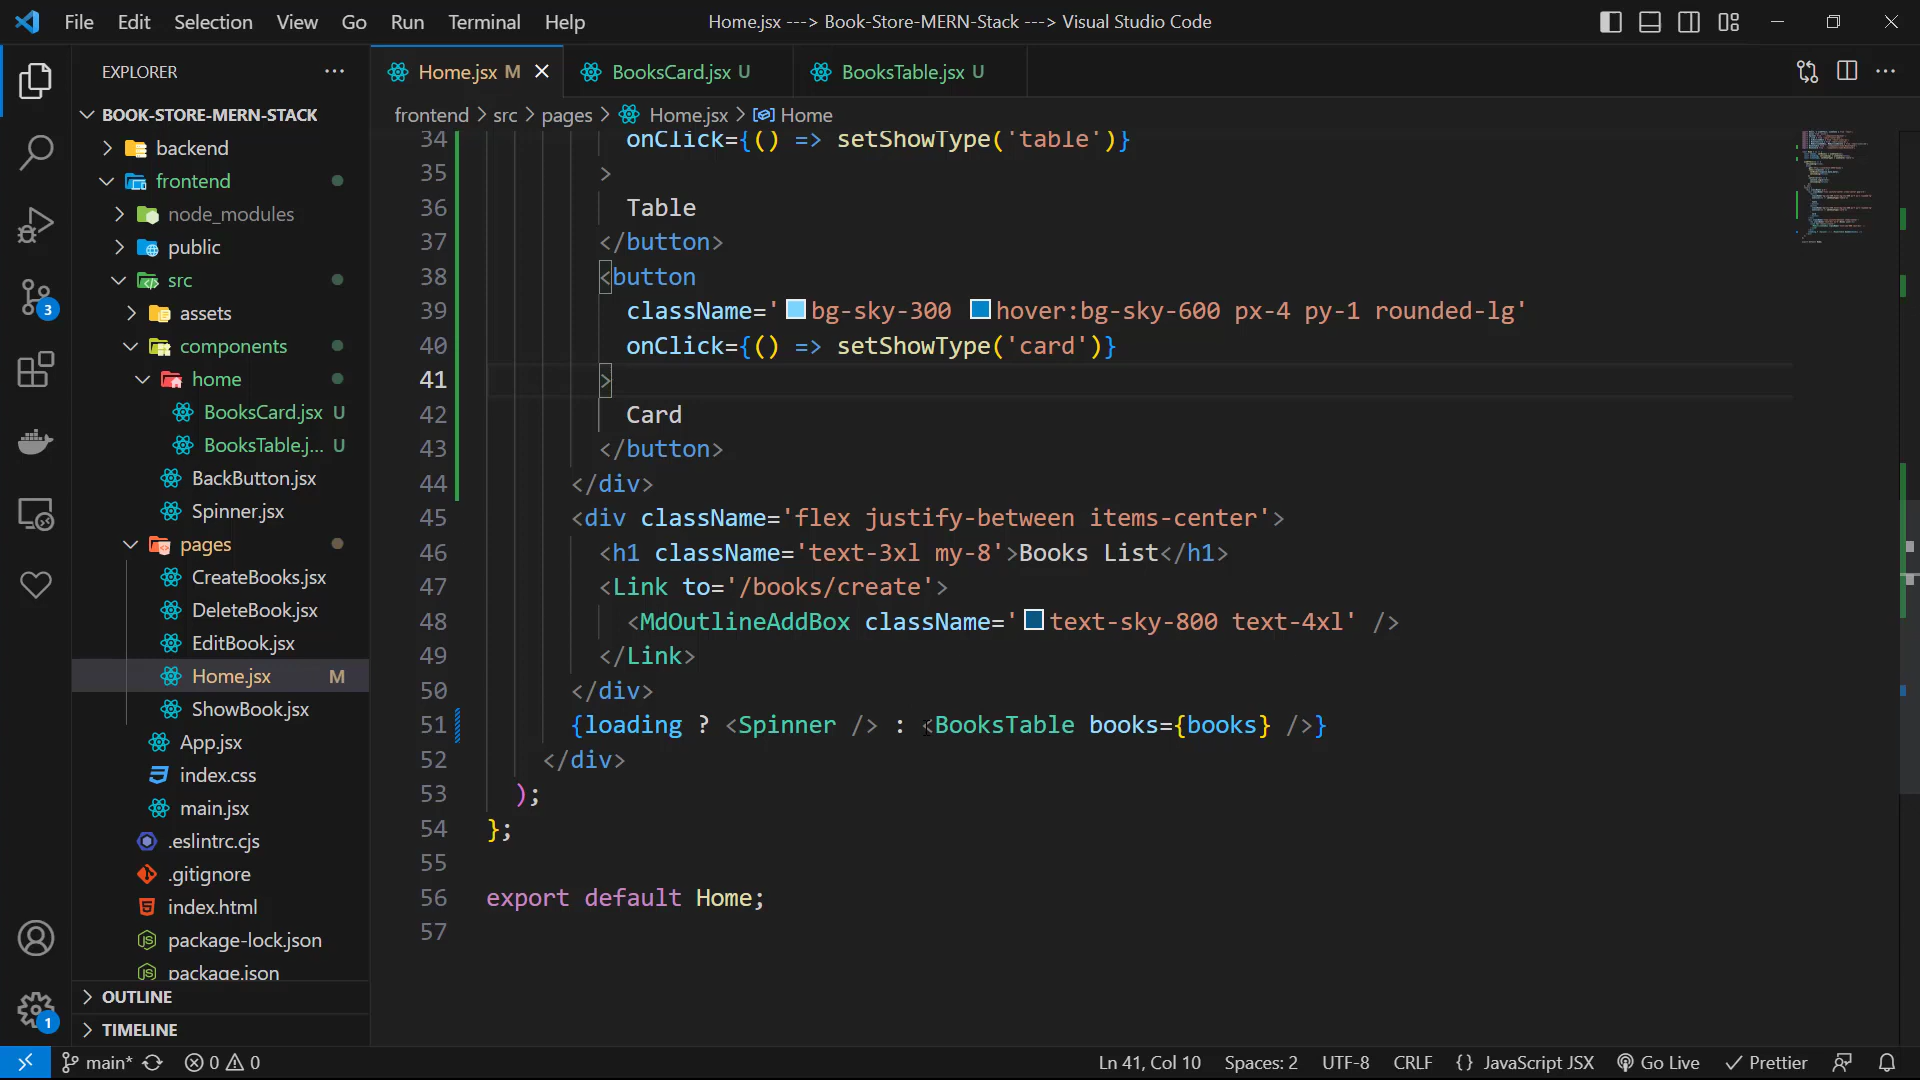 File Edit Selection View Go Run Terminal Help
Home.jsx ---> Book-Store-MERN-Stack ---> Visual Studio Code
EXPLORER
BOOK-STORE-MERN-STACK
backend
frontend
node_modules
public
src
assets
components
home
BooksCard.jsx U
BooksTable.j... U
BackButton.jsx
Spinner.jsx
pages
CreateBooks.jsx
DeleteBook.jsx
EditBook.jsx
Home.jsx M
ShowBook.jsx
App.jsx
index.css
main.jsx
.eslintrc.cjs
.gitignore
index.html
package-lock.json
package.json
OUTLINE
TIMELINE
3
1
Home.jsx M
BooksCard.jsx U
BooksTable.jsx U
frontend > src > pages > Home.jsx > Home
34 onClick={() => setShowType('table')}
35 >
36 Table
37 </button>
38 <button
39 className='bg-sky-300 hover:bg-sky-600 px-4 py-1 rounded-lg'
40 onClick={() => setShowType('card')}
41 >
42 Card
43 </button>
44 </div>
45 <div className='flex justify-between items-center'>
46 <h1 className='text-3xl my-8'>Books List</h1>
47 <Link to='/books/create'>
48 <MdOutlineAddBox className='text-sky-800 text-4xl' />
49 </Link>
50 </div>
51 {loading ? <Spinner /> : <BooksTable books={books} />}
52 </div>
53 );
54 };
55
56 export default Home;
57
main* 0 0
Ln 41, Col 10 Spaces: 2 UTF-8 CRLF {} JavaScript JSX Go Live Prettier